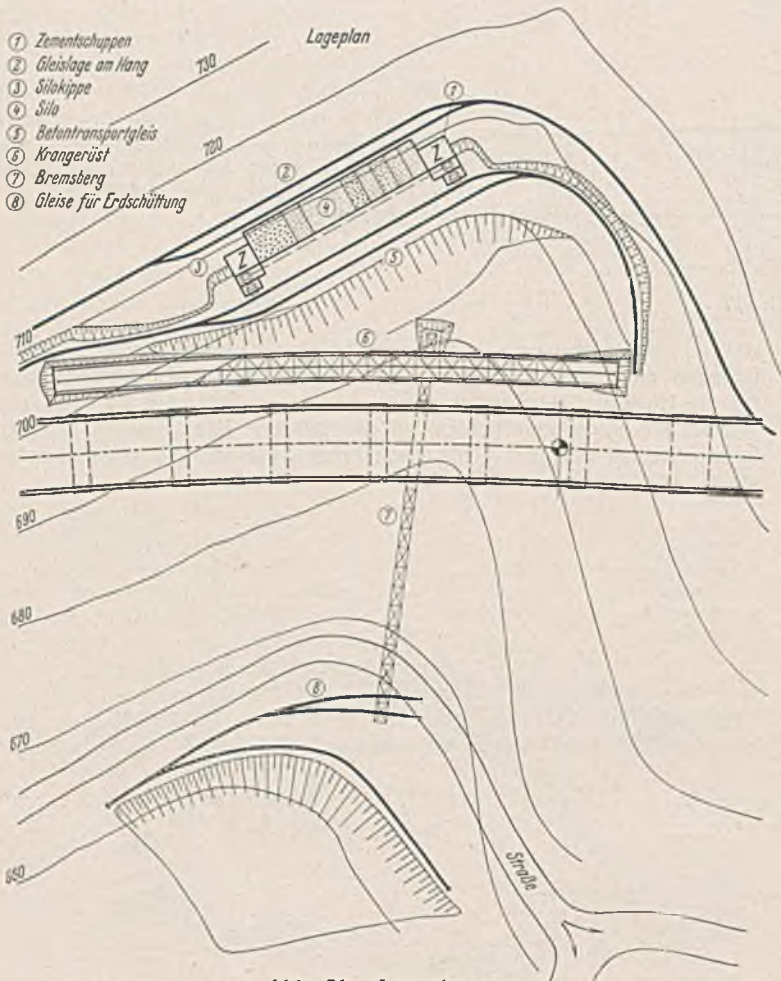 Lageplan
① Zementschuppen
② Gleislage am Hang
③ Silokippe
④ Silo
⑤ Betontransportgleis
⑥ Krangerüst
⑦ Bremsberg
⑧ Gleise für Erdschüttung
730
720
710
700
690
680
670
660
①
②
Z
④
③
Z
⑤
⑥
⑦
⑧
Straße